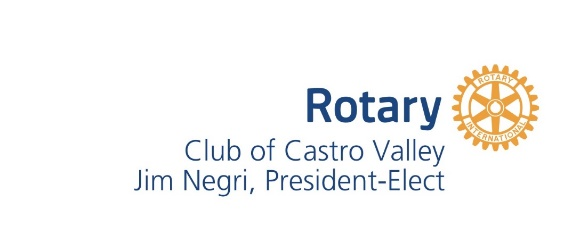 Rotary
ROTARY
INTERNATIONAL
Club of Castro Valley
Jim Negri, President-Elect